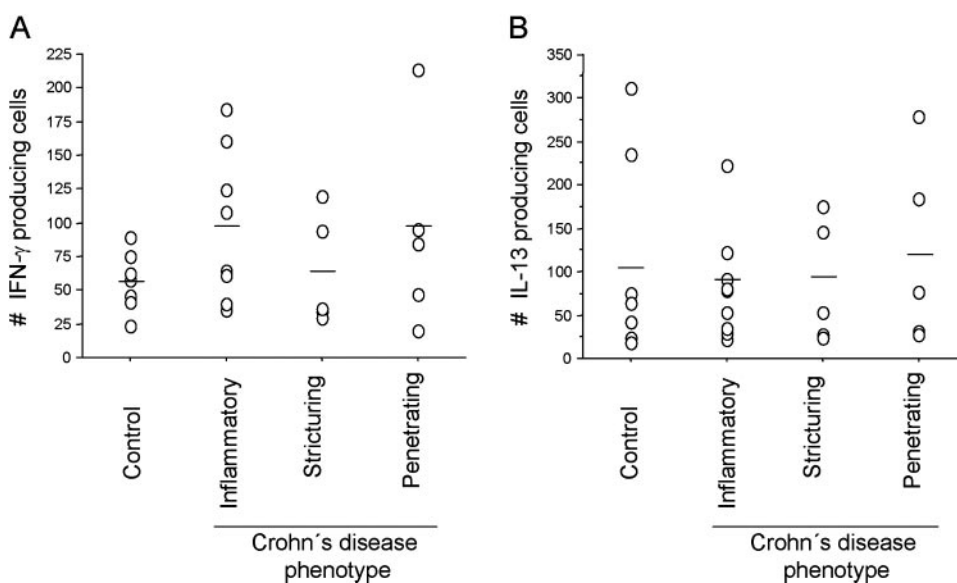 A
# IFN-γ producing cells
225
200
175
150
125
100
75
50
25
0
Control
Inflammatory
Stricturing
Penetrating
Crohn´s disease
phenotype
B
# IL-13 producing cells
350
300
250
200
150
100
50
0
Control
Inflammatory
Stricturing
Penetrating
Crohn´s disease
phenotype